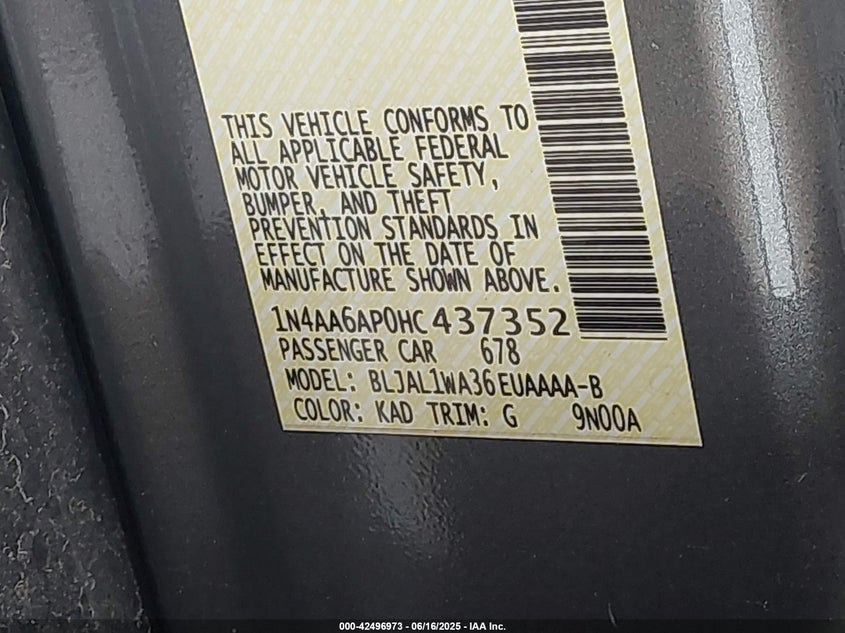 THIS VEHICLE CONFORMS TO
ALL APPLICABLE FEDERAL
MOTOR VEHICLE SAFETY,
BUMPER, AND THEFT
PREVENTION STANDARDS IN
EFFECT ON THE DATE OF
MANUFACTURE SHOWN ABOVE.
1N4AA6AP0HC437352
PASSENGER CAR 678
MODEL: BLJAL1WA36EUAAAA-B
COLOR: KAD TRIM: G 9N00A
000-42496973 - 06/16/2025 - IAA Inc.